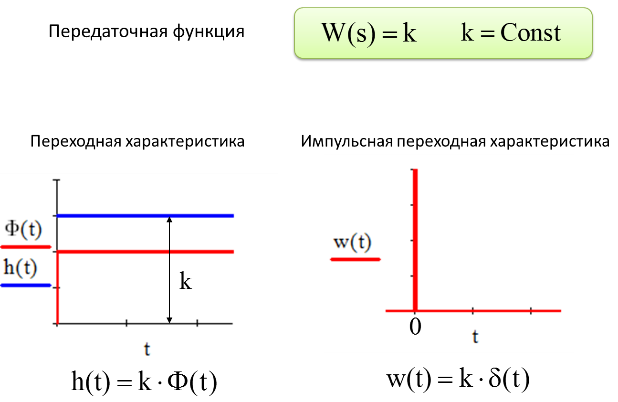 Передаточная функция
W(s) = k k = Const
Переходная характеристика
Импульсная переходная характеристика
Φ(t)
h(t)
k
t
w(t)
0
t
h(t) = k · Φ(t)
w(t) = k · δ(t)